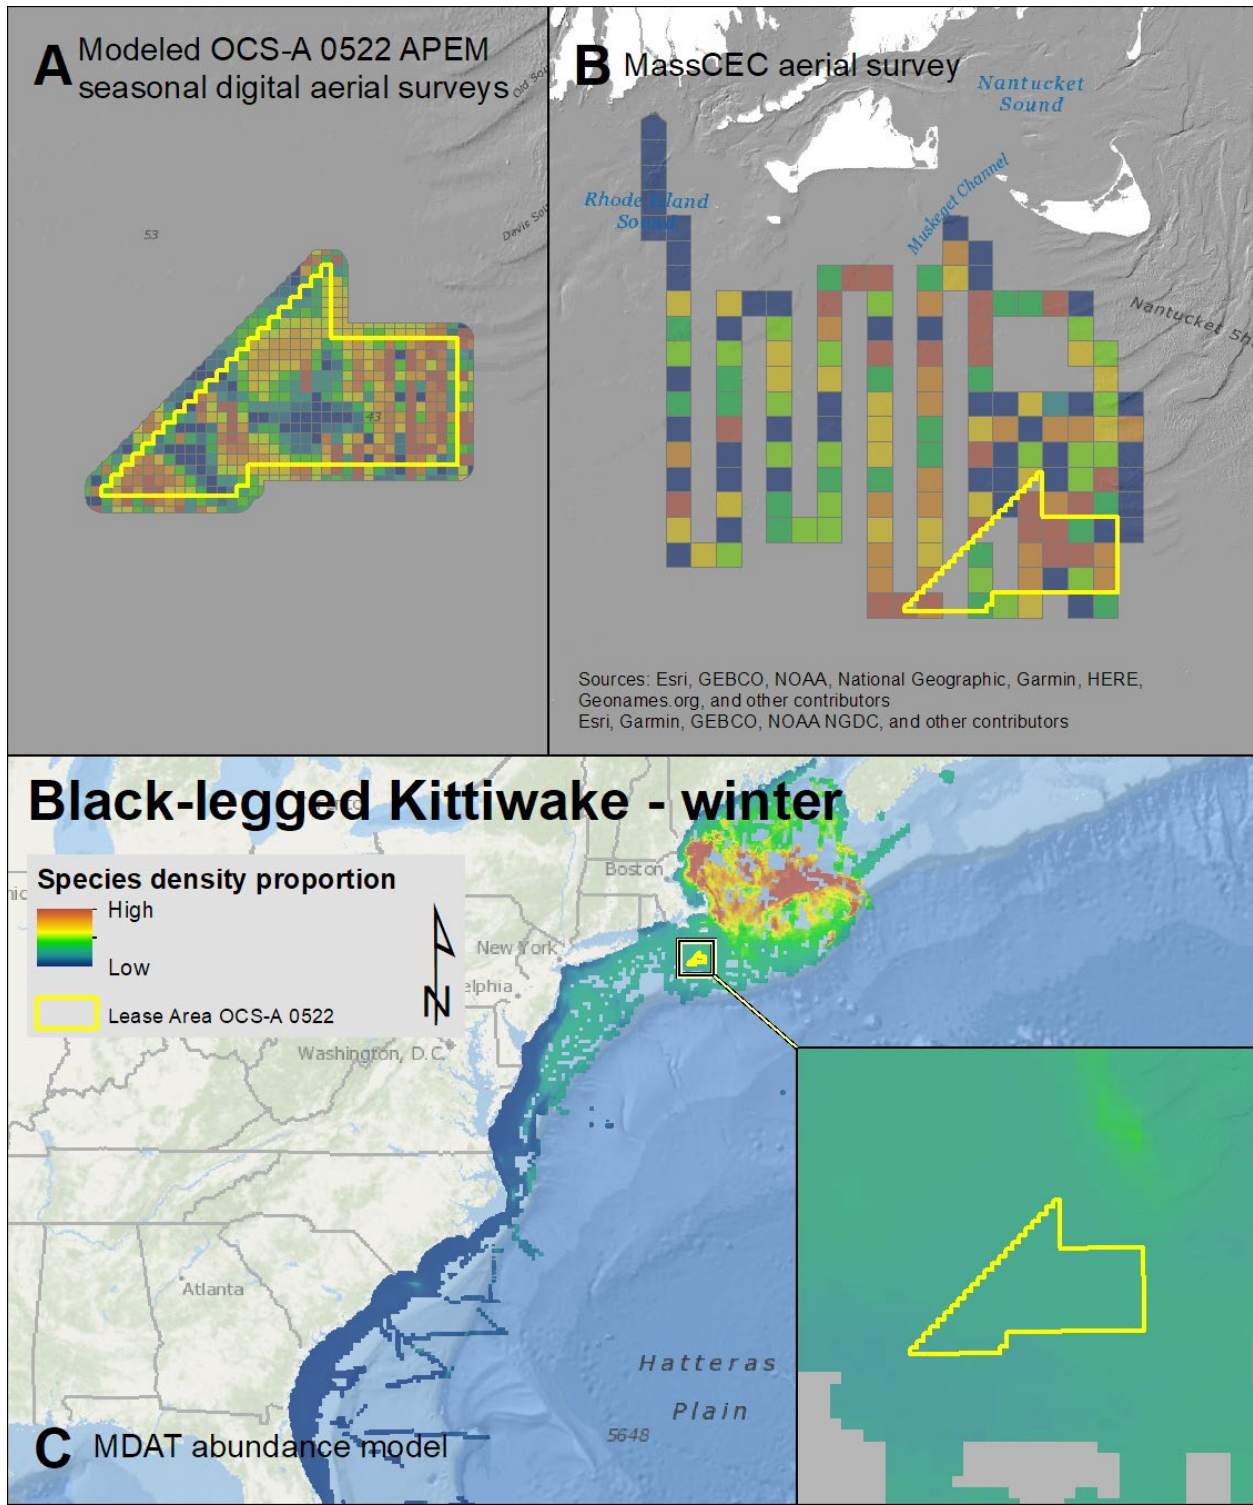 A Modeled OCS-A 0522 APEM
seasonal digital aerial surveys
53
43
B MassCEC aerial survey
Nantucket
Sound
Rhode Island
Sound
Muskeget Channel
Nantucket
Sources: Esri, GEBCO, NOAA, National Geographic, Garmin, HERE,
Geonames.org, and other contributors
Esri, Garmin, GEBCO, NOAA NGDC, and other contributors
Black-legged Kittiwake - winter
Species density proportion
High
Low
Lease Area OCS-A 0522
N
Boston
New York
elphia
Washington, D.C.
Atlanta
Hatteras
Plain
5648
C MDAT abundance model